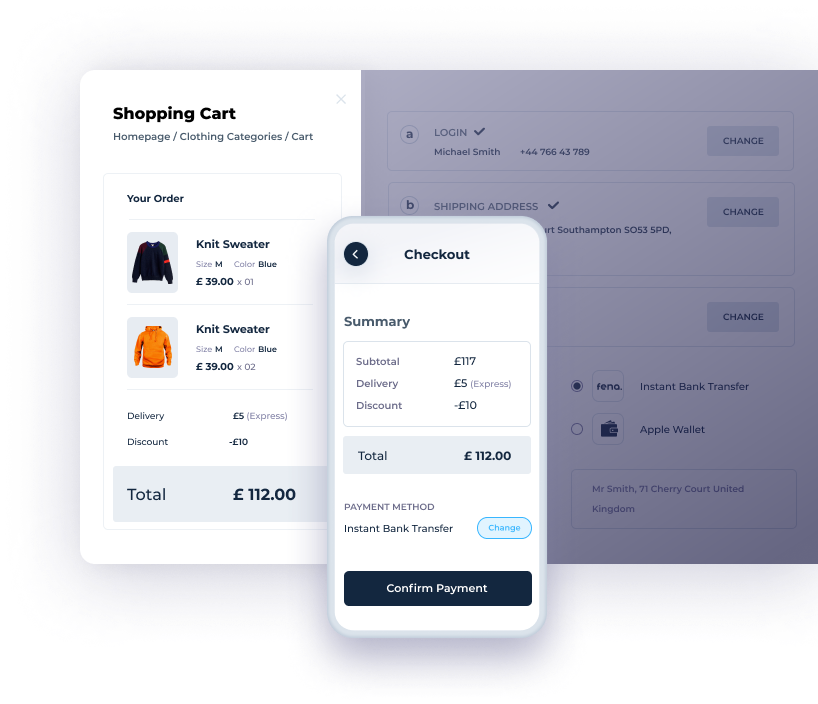 Shopping Cart
Homepage / Clothing Categories / Cart
Your Order
Knit Sweater
Size M Color Blue
£ 39.00 x 01
Knit Sweater
Size M Color Blue
£ 39.00 x 02
Delivery £5 (Express)
Discount -£10
Total £ 112.00
a LOGIN
Michael Smith +44 766 43 789
CHANGE
b SHIPPING ADDRESS
Southampton SO53 5PD,
CHANGE
CHANGE
fena. Instant Bank Transfer
Apple Wallet
Mr Smith, 71 Cherry Court United
Kingdom
Checkout
Summary
Subtotal £117
Delivery £5 (Express)
Discount -£10
Total £ 112.00
PAYMENT METHOD
Instant Bank Transfer Change
Confirm Payment